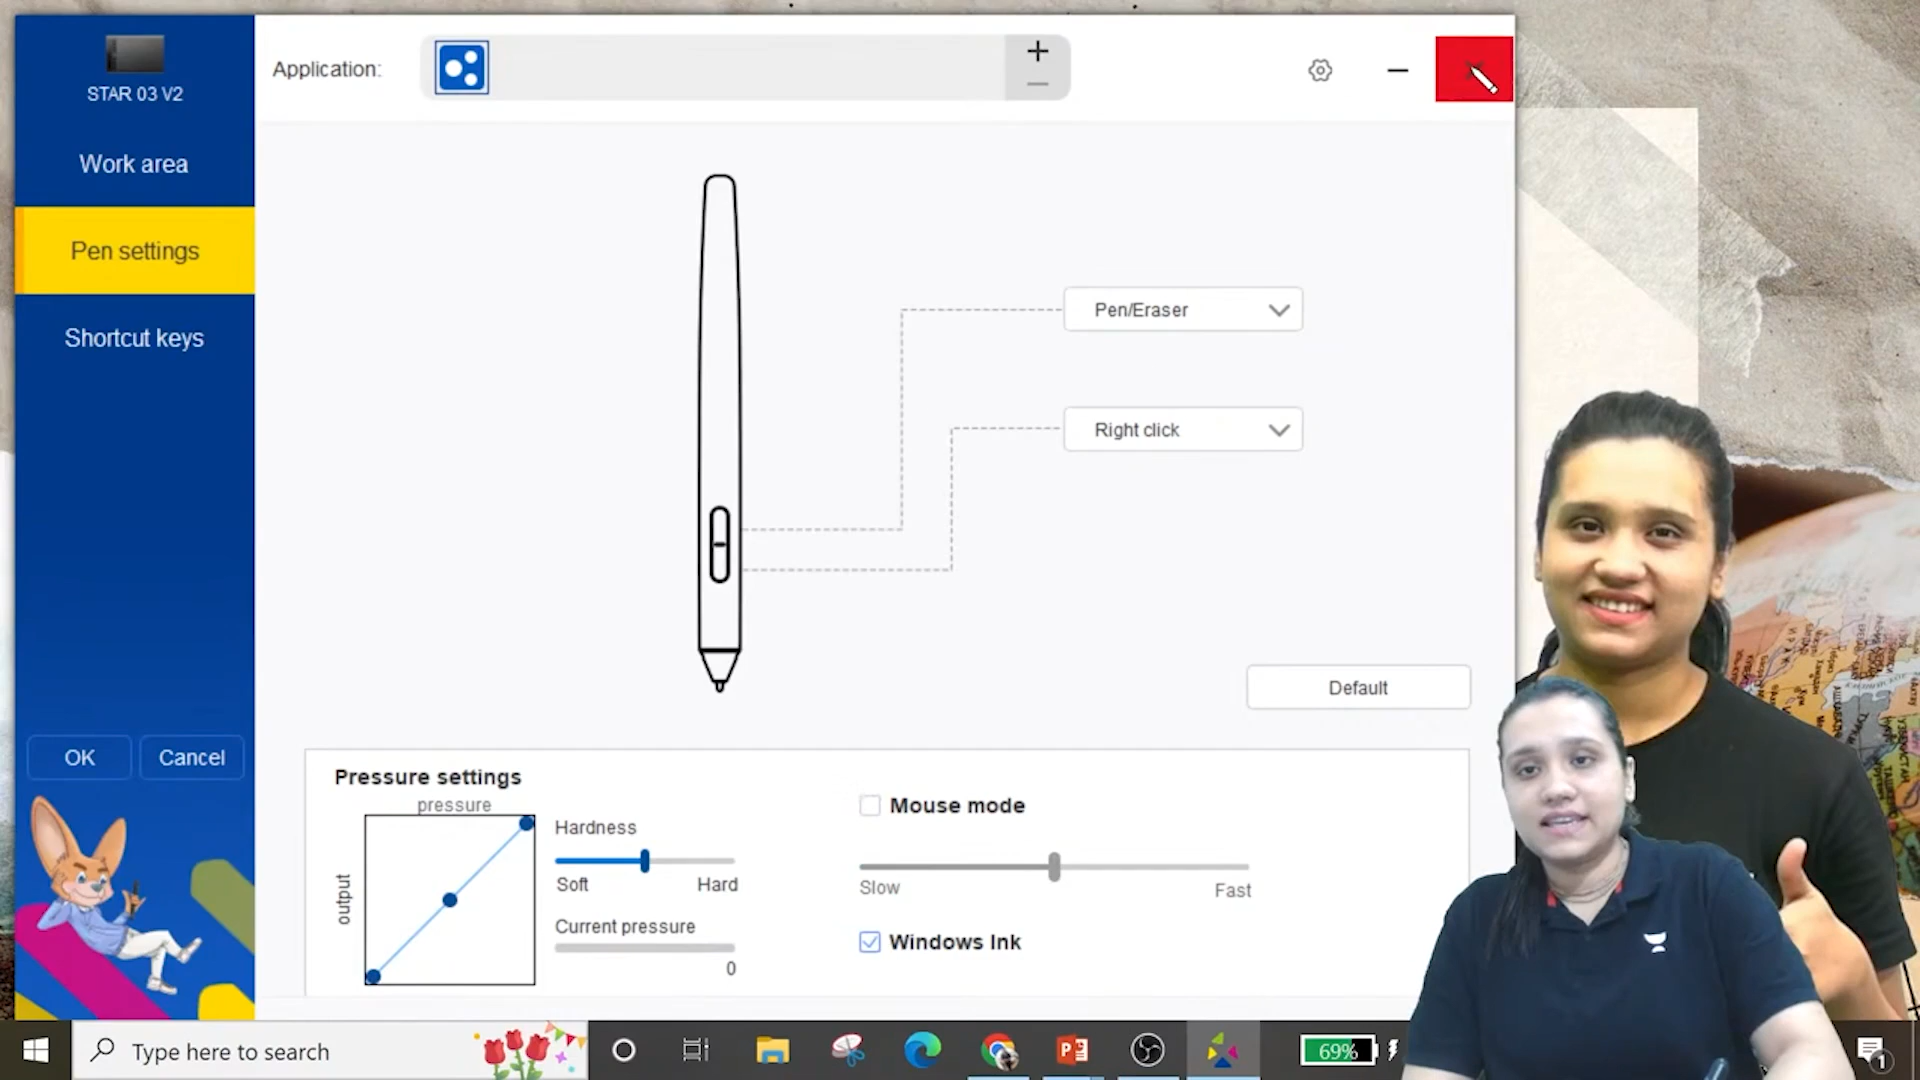 STAR 03 V2
Application:
Work area
Pen settings
Shortcut keys
Pen/Eraser
Right click
Default
OK
Cancel
Pressure settings
pressure
output
Hardness
Soft
Hard
Current pressure
0
Mouse mode
Slow
Fast
Windows Ink
Type here to search
69%
1